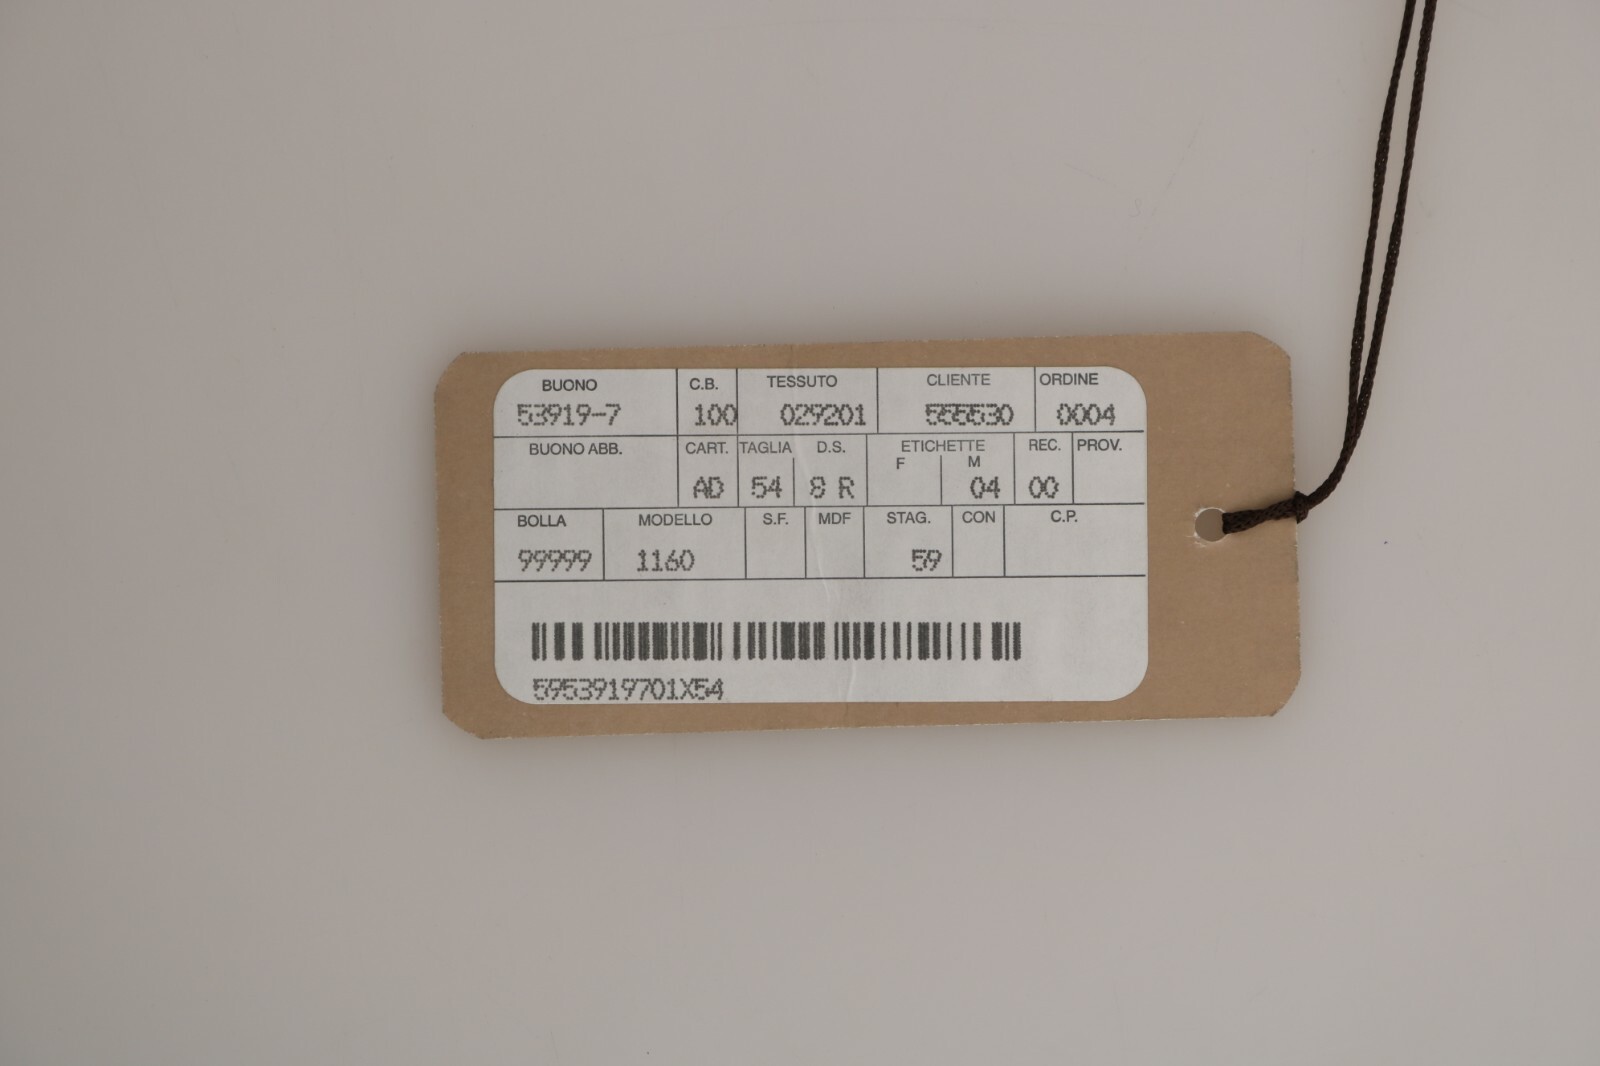 BUONO C.B. TESSUTO CLIENTE ORDINE
53919-7 100 029201 555530 0004
BUONO ABB. CART. TAGLIA D.S. ETICHETTE REC. PROV.
F M
AD 54 8 R 04 00
BOLLA MODELLO S.F. MDF STAG. CON C.P.
99999 1160 59
5953919701X54